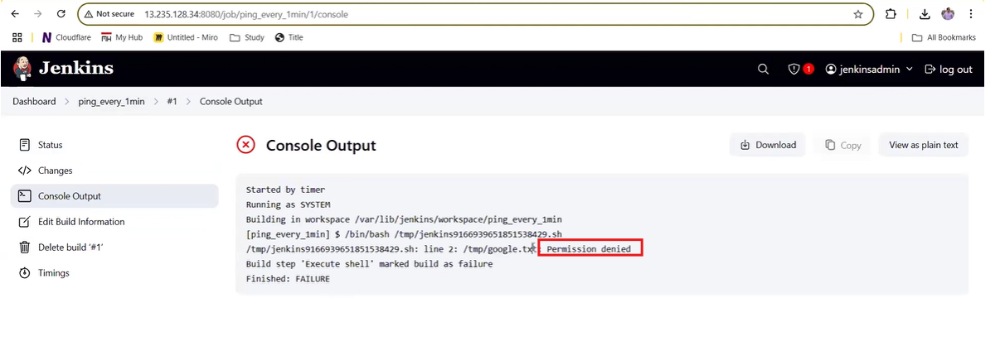 Not secure 13.235.128.34:8080/job/ping_every_1min/1/console
Cloudflare My Hub Untitled - Miro Study Title All Bookmarks
Jenkins 1 jenkinsadmin log out
Dashboard > ping_every_1min > #1 > Console Output
Status
Changes
Console Output
Edit Build Information
Delete build ‘#1’
Timings
Console Output
Download Copy View as plain text
Started by timer
Running as SYSTEM
Building in workspace /var/lib/jenkins/workspace/ping_every_1min
[ping_every_1min] $ /bin/bash /tmp/jenkins9166939651851538429.sh
/tmp/jenkins9166939651851538429.sh: line 2: /tmp/google.txt: Permission denied
Build step 'Execute shell' marked build as failure
Finished: FAILURE